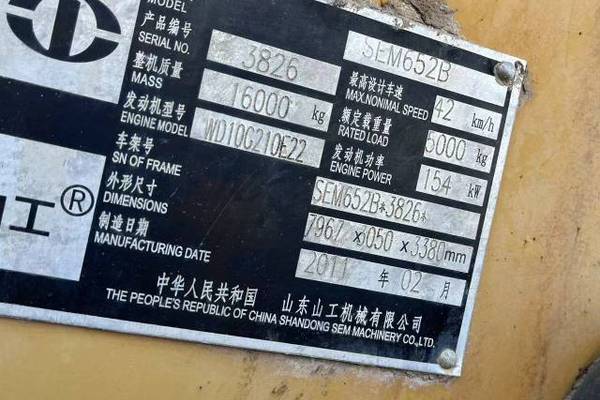 MODEL SEM652B
产品编号
SERIAL NO. 3826
最高设计车速
MAX.NONIMAL SPEED 42 km/h
整机质量
MASS 16000 kg
额定载重量
RATED LOAD 5000 kg
发动机型号
ENGINE MODEL WD10G210E22
发动机功率
ENGINE POWER 154 kW
车架号
SN OF FRAME SEM652B*3826*
外形尺寸
DIMENSIONS 7967 × 3050 × 3380 mm
制造日期
MANUFACTURING DATE 2011 年 02 月
工®
中华人民共和国 山东山工机械有限公司
THE PEOPLE'S REPUBLIC OF CHINA SHANDONG SEM MACHINERY CO.,LTD.